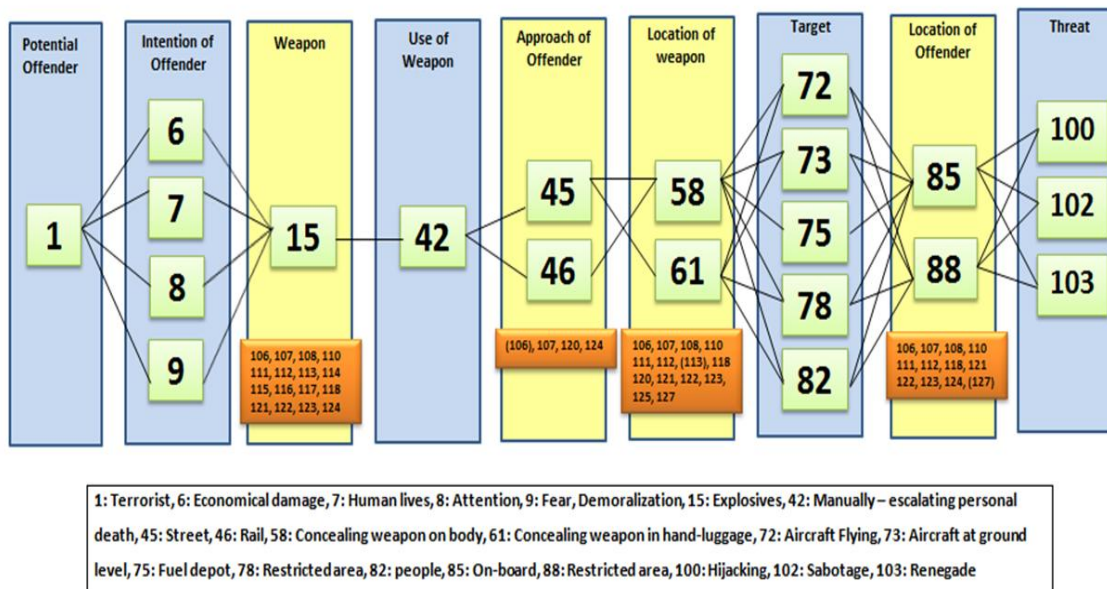 Potential Offender
Intention of Offender
Weapon
Use of Weapon
Approach of Offender
Location of weapon
Target
Location of Offender
Threat
1
6
7
8
9
15
42
45
46
58
61
72
73
75
78
82
85
88
100
102
103
106, 107, 108, 110
111, 112, 113, 114
115, 116, 117, 118
121, 122, 123, 124
(106), 107, 120, 124
106, 107, 108, 110
111, 112, (113), 118
120, 121, 122, 123,
125, 127
106, 107, 108, 110
111, 112, 118, 121
122, 123, 124, (127)
1: Terrorist, 6: Economical damage, 7: Human lives, 8: Attention, 9: Fear, Demoralization, 15: Explosives, 42: Manually – escalating personal
death, 45: Street, 46: Rail, 58: Concealing weapon on body, 61: Concealing weapon in hand-luggage, 72: Aircraft Flying, 73: Aircraft at ground
level, 75: Fuel depot, 78: Restricted area, 82: people, 85: On-board, 88: Restricted area, 100: Hijacking, 102: Sabotage, 103: Renegade